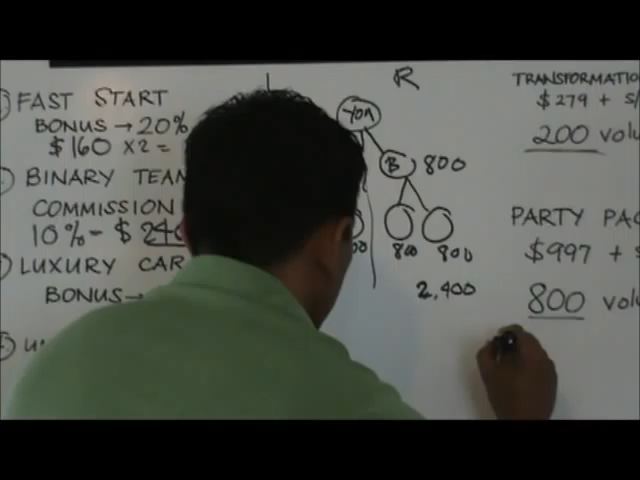 FAST START
BONUS → 20%
$160 x2 =
BINARY TEAM
COMMISSION
10% - $240
LUXURY CAR
BONUS→
R
YOU
B 800
800 800
2,400
TRANSFORMATIO
$279 + S/
200 VOLU
PARTY PAC
$997 + S
800 VOLU